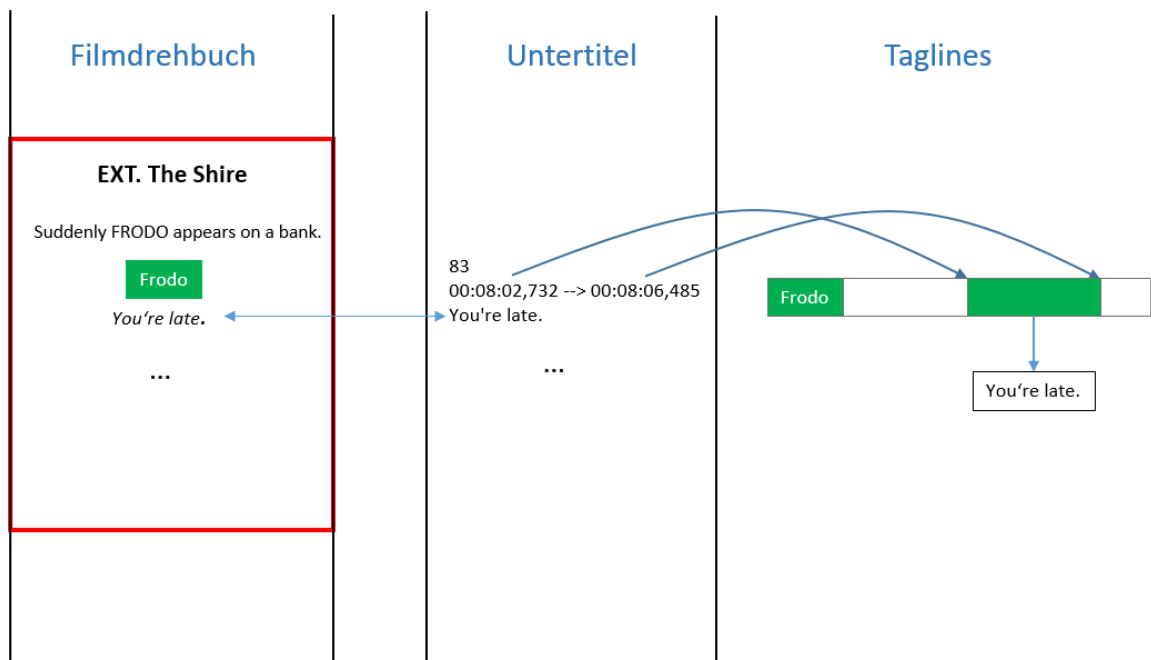 Filmdrehbuch
EXT. The Shire
Suddenly FRODO appears on a bank.
Frodo
You‘re late.
...
Untertitel
83
00:08:02,732 --> 00:08:06,485
You're late.
...
Taglines
Frodo
You‘re late.